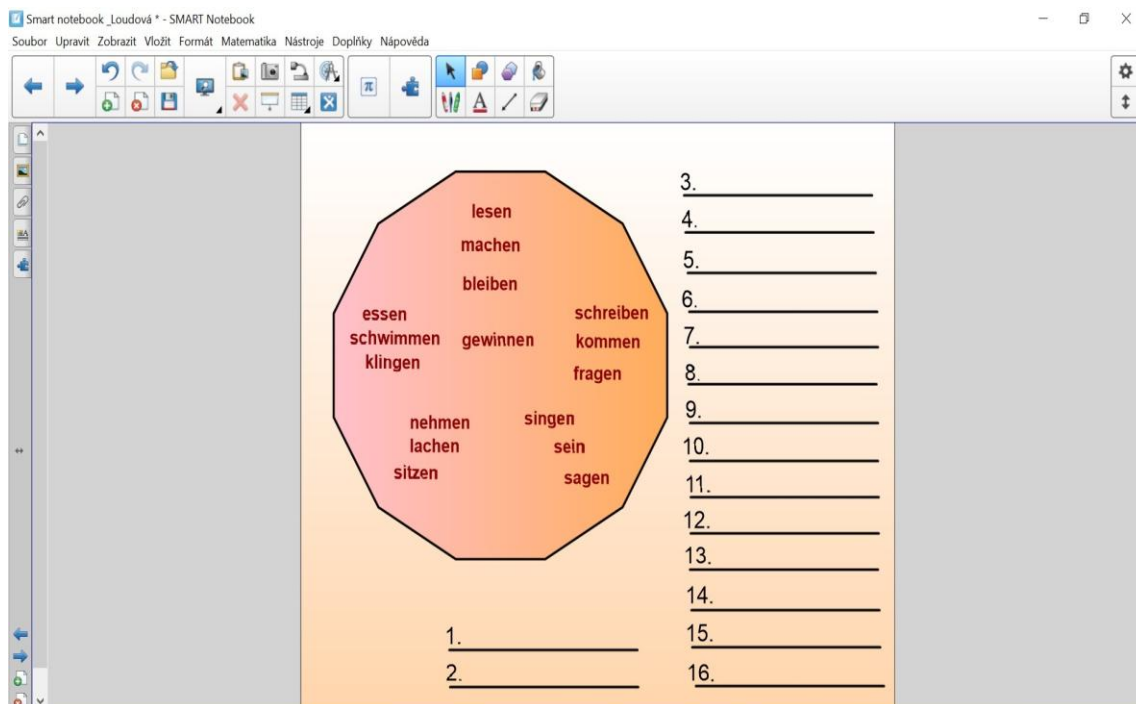 Smart notebook _Loudová * - SMART Notebook
Soubor Upravit Zobrazit Vložit Formát Matematika Nástroje Doplňky Nápověda
π
A
lesen
machen
bleiben
essen
schwimmen
klingen
gewinnen
schreiben
kommen
fragen
nehmen
lachen
sitzen
singen
sein
sagen
1.
2.
3.
4.
5.
6.
7.
8.
9.
10.
11.
12.
13.
14.
15.
16.